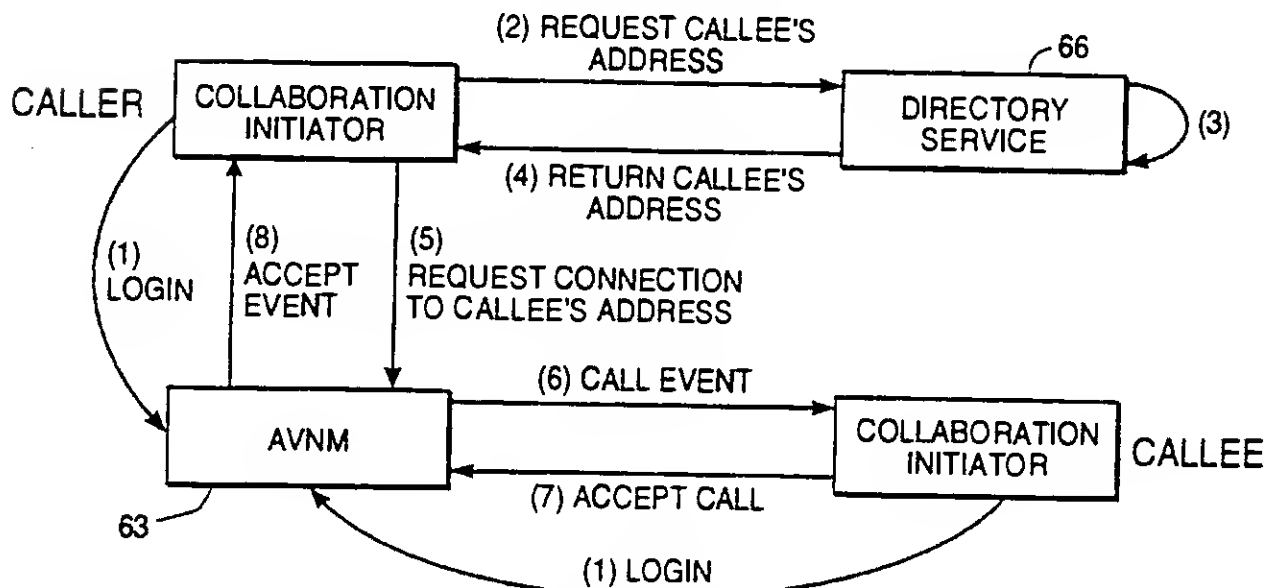 (2) REQUEST CALLEE'S
ADDRESS
66
CALLER
COLLABORATION
INITIATOR
DIRECTORY
SERVICE
(3)
(4) RETURN CALLEE'S
ADDRESS
(1)
LOGIN
(8)
ACCEPT
EVENT
(5)
REQUEST CONNECTION
TO CALLEE'S ADDRESS
(6) CALL EVENT
AVNM
COLLABORATION
INITIATOR
CALLEE
(7) ACCEPT CALL
63
(1) LOGIN